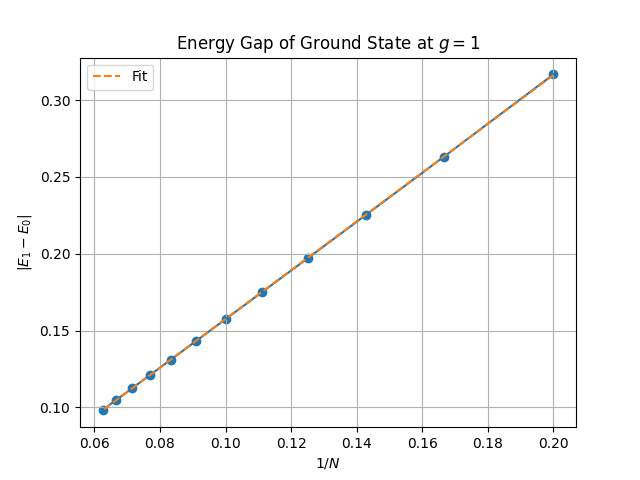 Energy Gap of Ground State at $g = 1$
Fit
|E₁ − E₀|
0.30
0.25
0.20
0.15
0.10
0.06 0.08 0.10 0.12 0.14 0.16 0.18 0.20
1/N